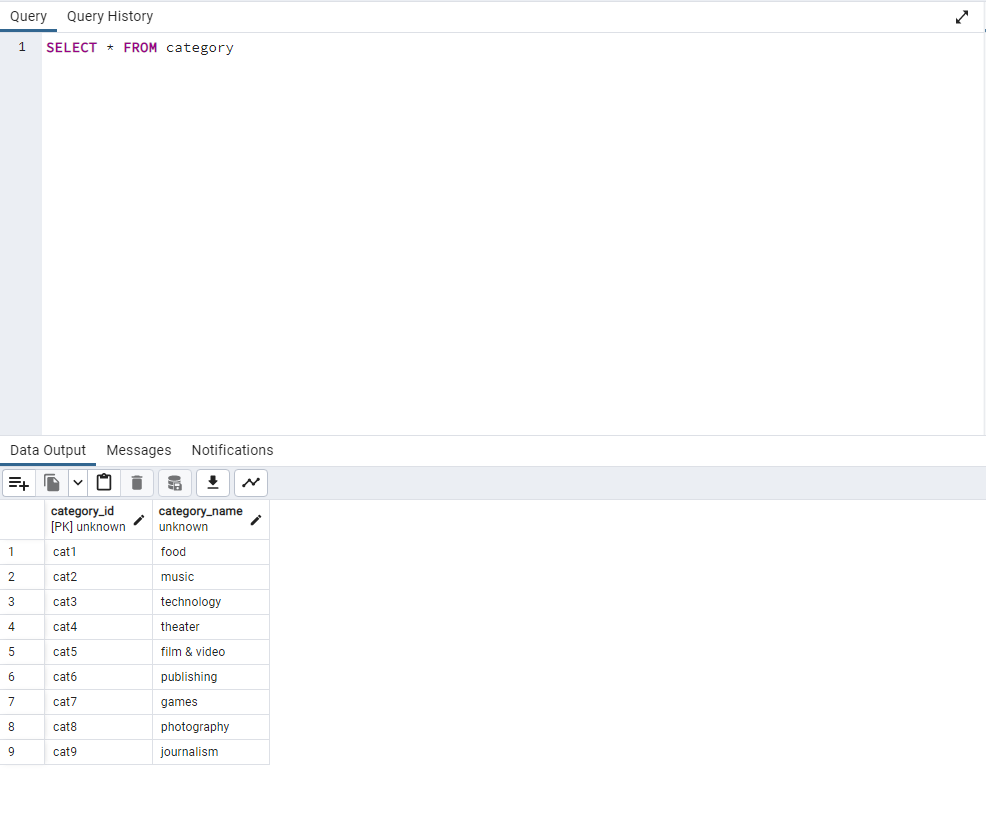 Query Query History
1 SELECT * FROM category
Data Output Messages Notifications
category_id category_name
[PK] unknown unknown
1 cat1 food
2 cat2 music
3 cat3 technology
4 cat4 theater
5 cat5 film & video
6 cat6 publishing
7 cat7 games
8 cat8 photography
9 cat9 journalism